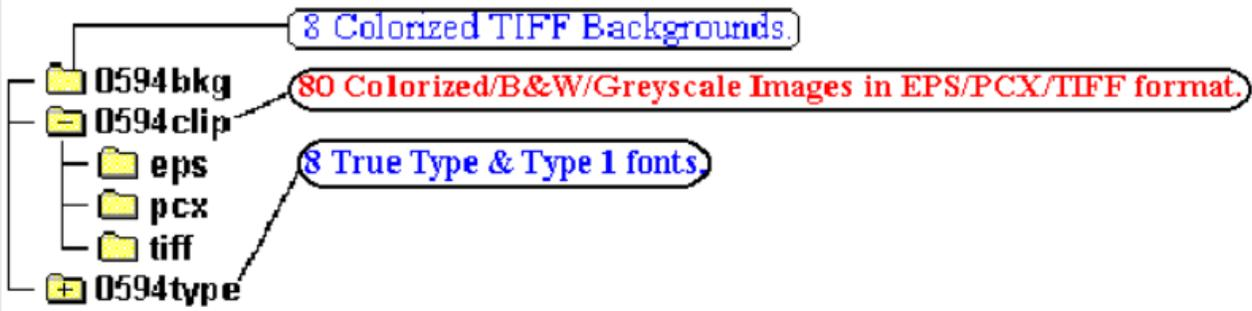 8 Colorized TIFF Backgrounds.
0594bkg
80 Colorized/B&W/Greyscale Images in EPS/PCX/TIFF format.
0594clip
8 True Type & Type 1 fonts.
eps
pcx
tiff
0594type